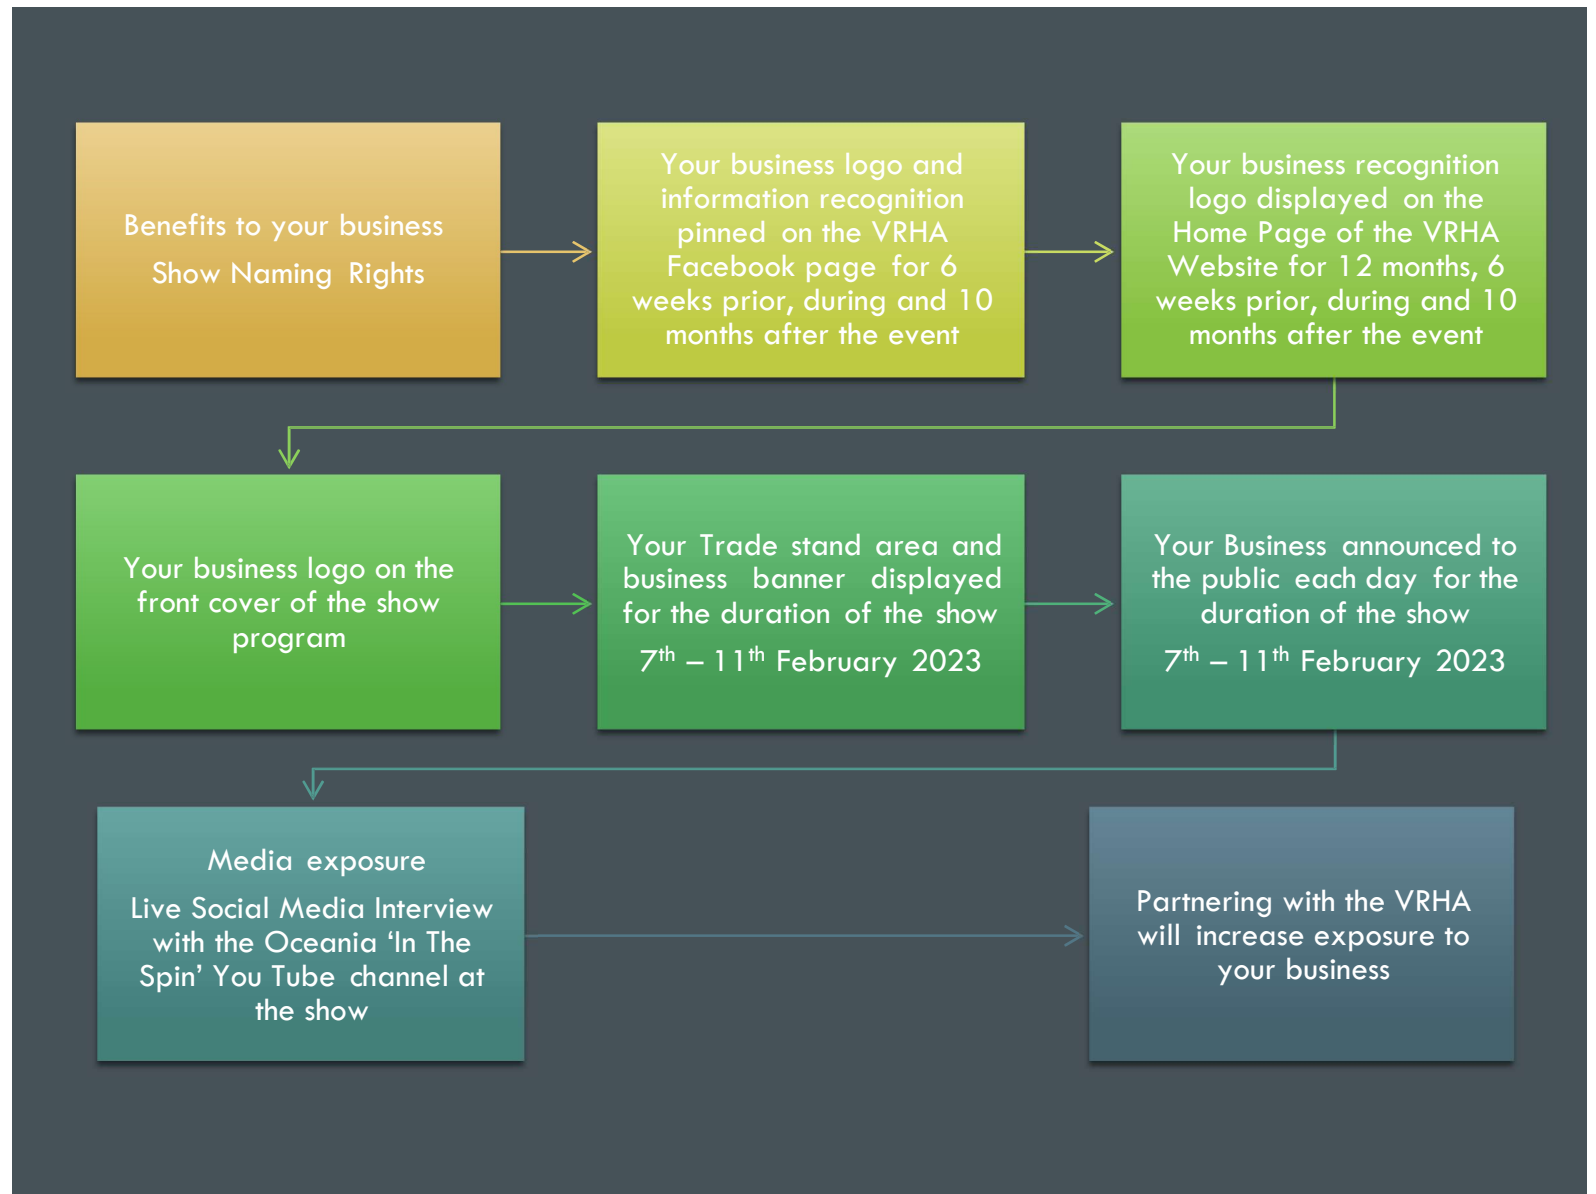 Benefits to your business
Show Naming Rights
Your business logo and
information recognition
pinned on the VRHA
Facebook page for 6
weeks prior, during and 10
months after the event
Your business recognition
logo displayed on the
Home Page of the VRHA
Website for 12 months, 6
weeks prior, during and 10
months after the event
Your business logo on the
front cover of the show
program
Your Trade stand area and
business banner displayed
for the duration of the show
7th – 11th February 2023
Your Business announced to
the public each day for the
duration of the show
7th – 11th February 2023
Media exposure
Live Social Media Interview
with the Oceania ‘In The
Spin’ You Tube channel at
the show
Partnering with the VRHA
will increase exposure to
your business